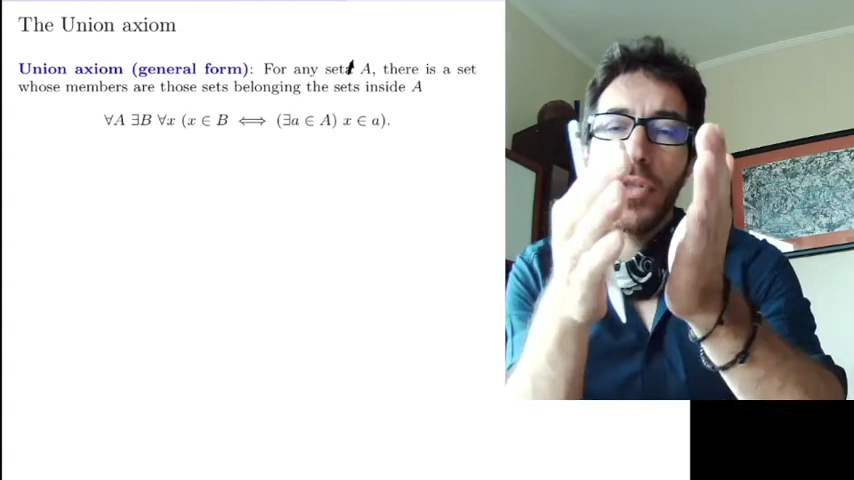 The Union axiom
Union axiom (general form): For any set A, there is a set
whose members are those sets belonging the sets inside A
∀A ∃B ∀x (x ∈ B ⟺ (∃a ∈ A) x ∈ a).